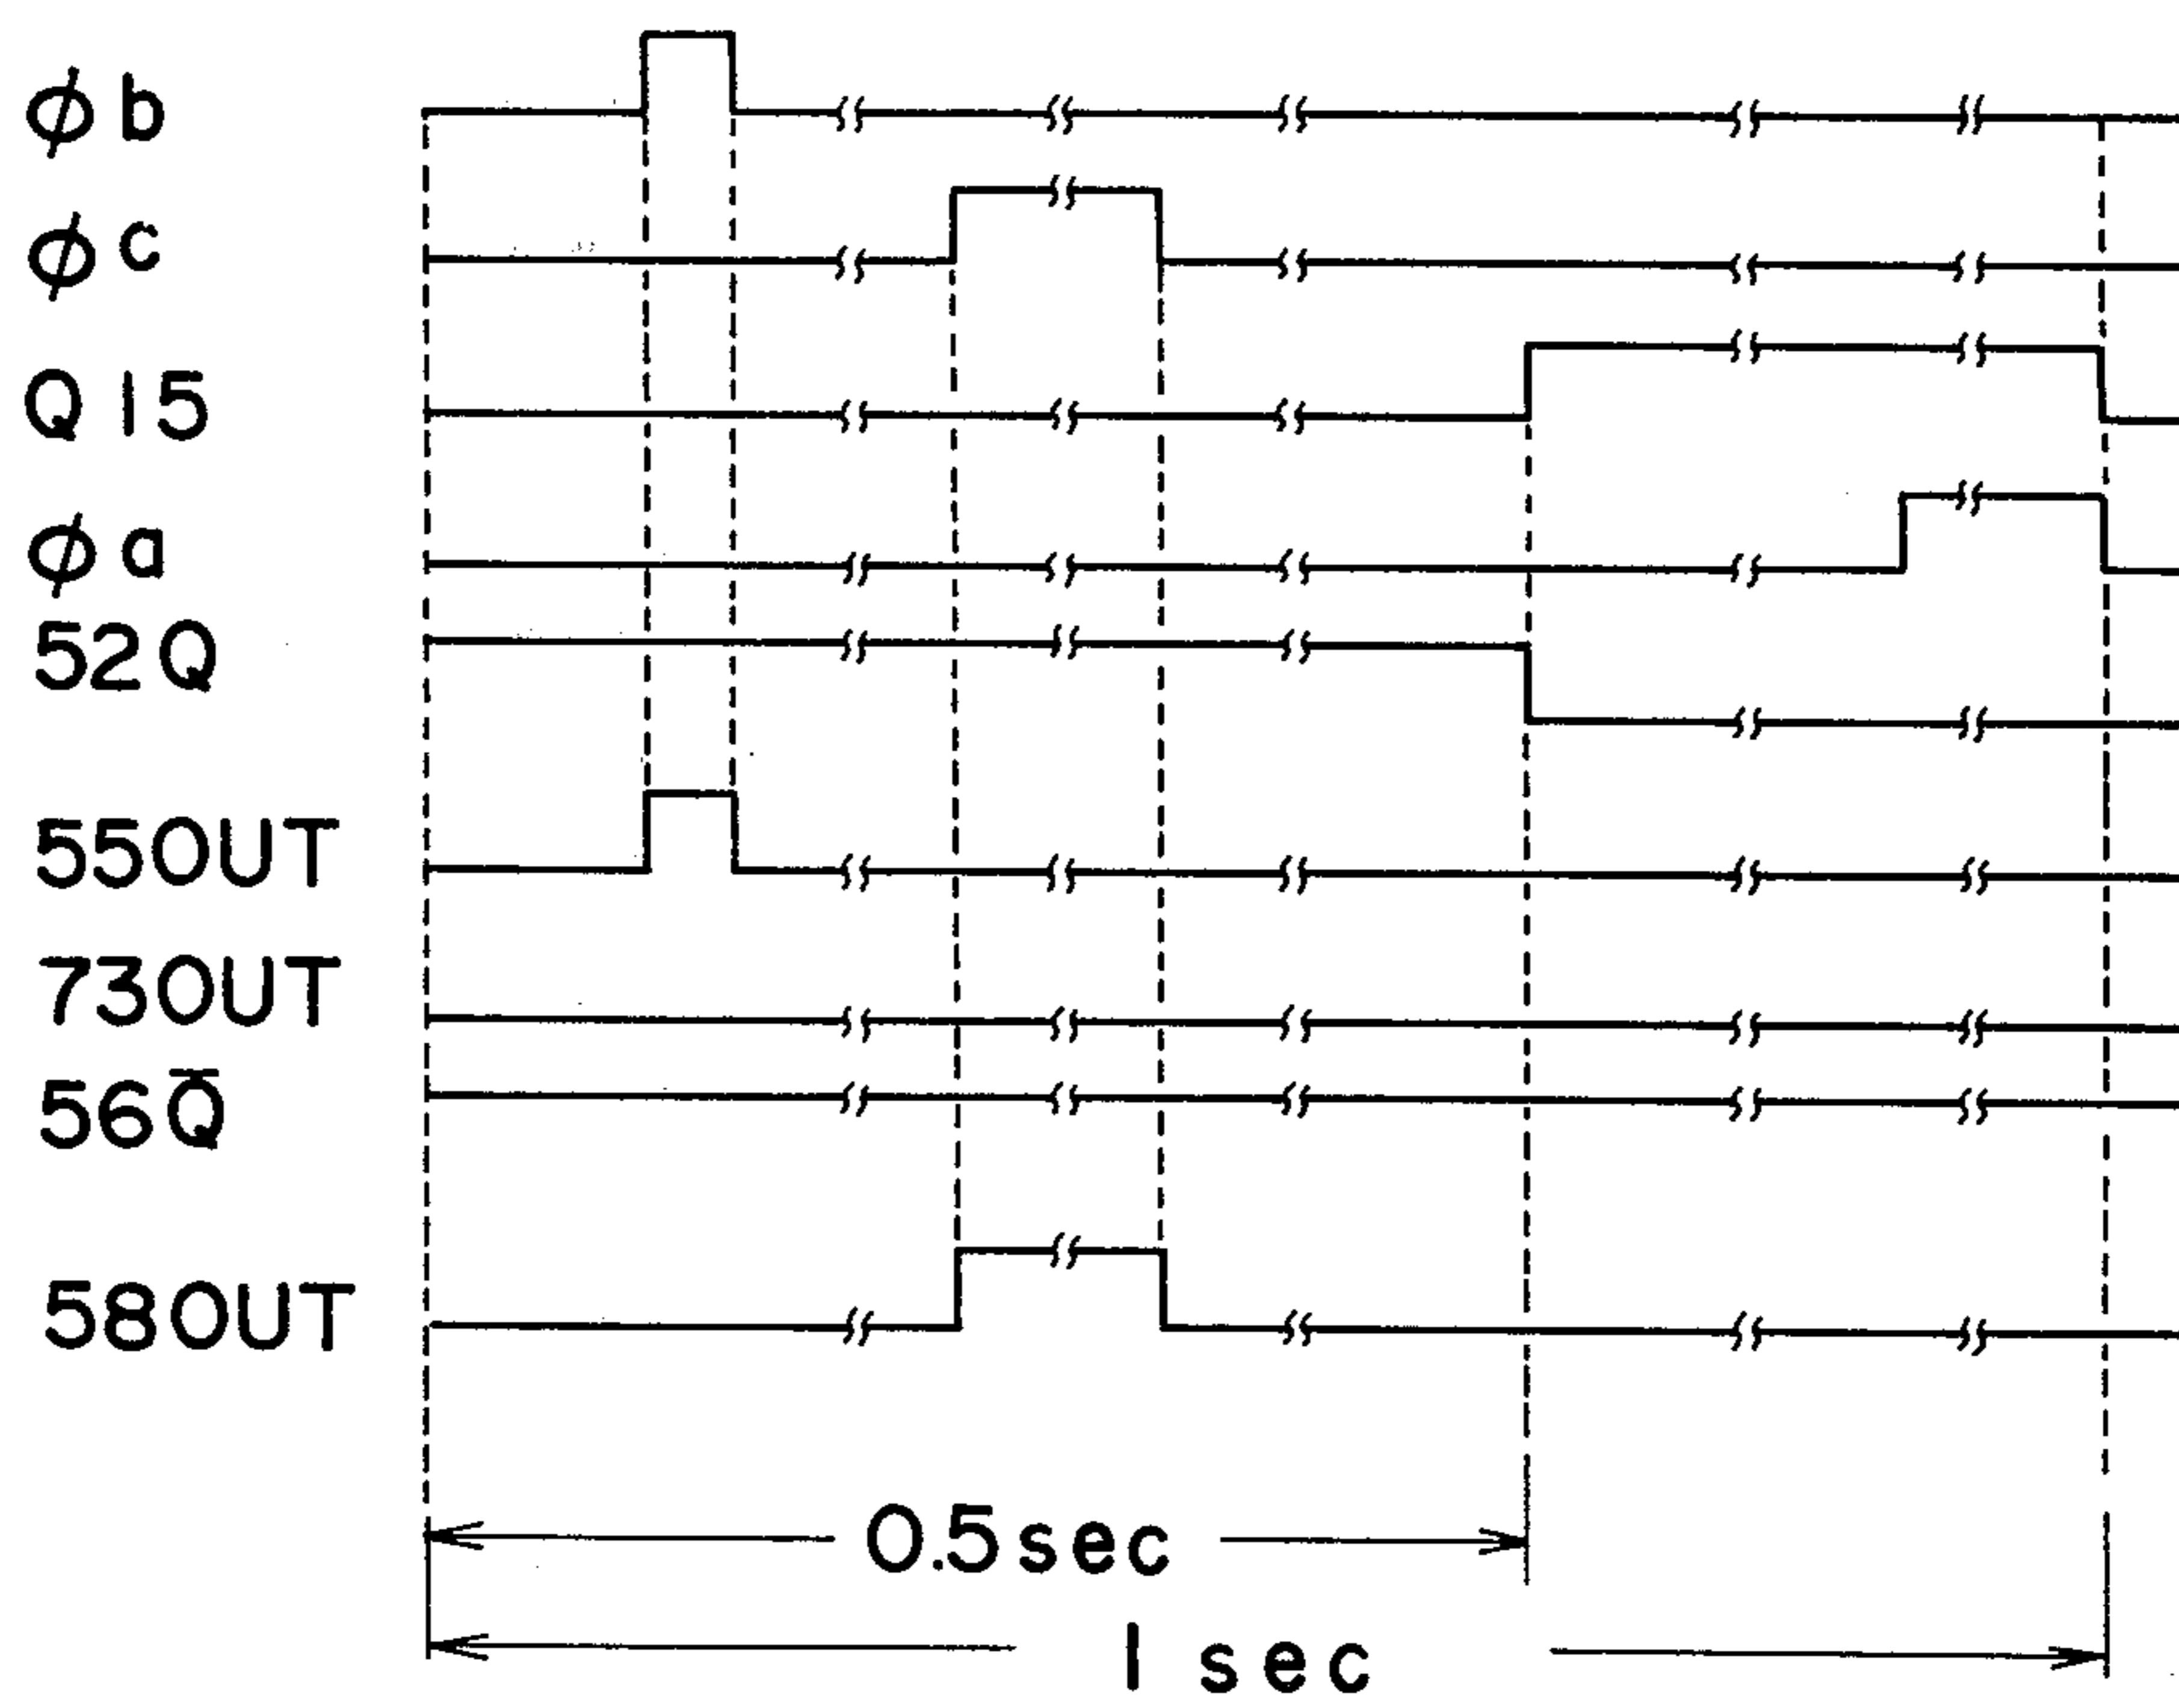 ϕb
ϕc
Q15
ϕa
52Q
55OUT
73OUT
56Q̄
58OUT
0.5sec
1 sec